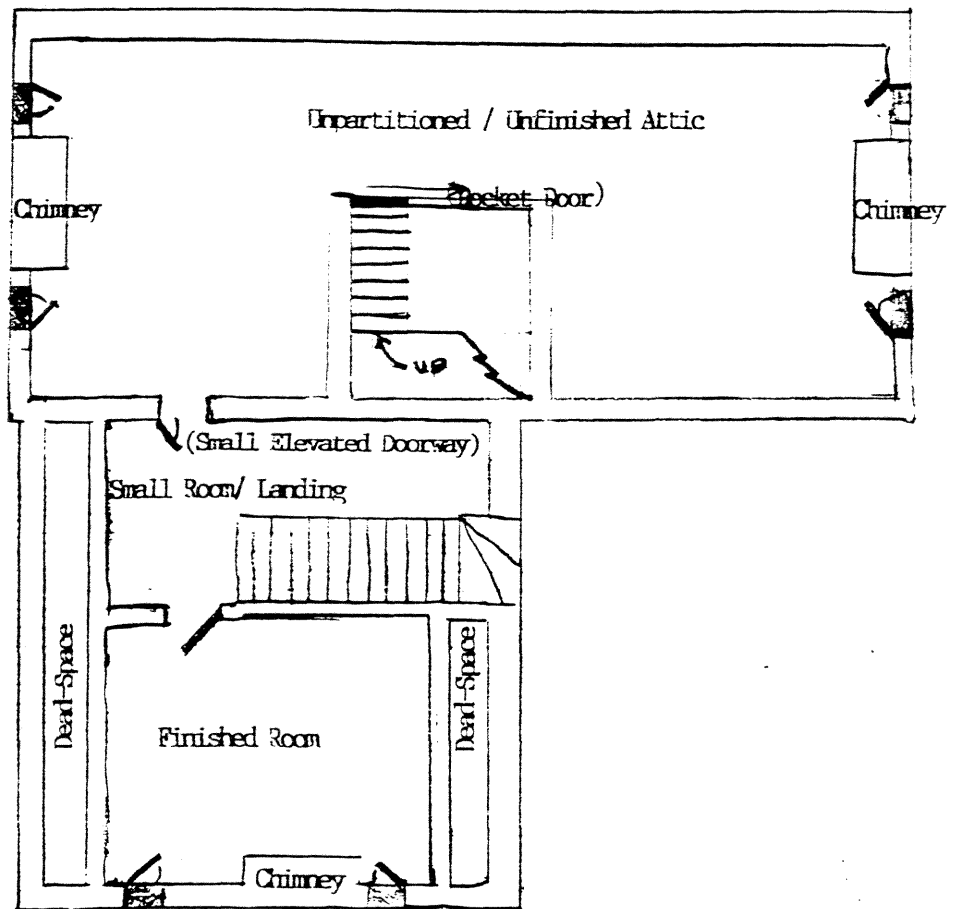 Unpartitioned / Unfinished Attic
(Pocket Door)
Chimney
Chimney
up
(Small Elevated Doorway)
Small Room/ Landing
Dead-Space
Dead-Space
Finished Room
Chimney